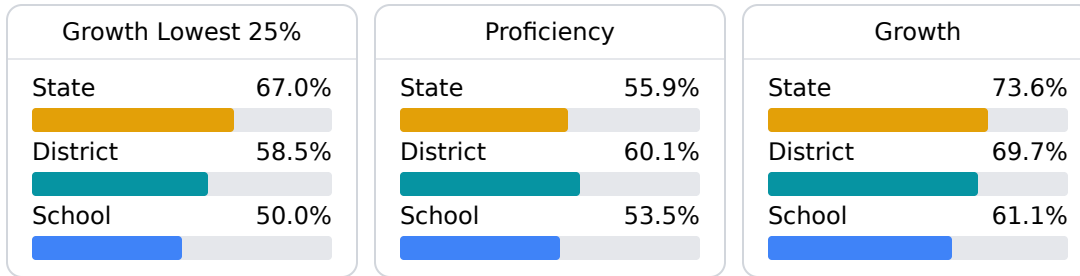 Growth Lowest 25%
State 67.0%
District 58.5%
School 50.0%
Proficiency
State 55.9%
District 60.1%
School 53.5%
Growth
State 73.6%
District 69.7%
School 61.1%